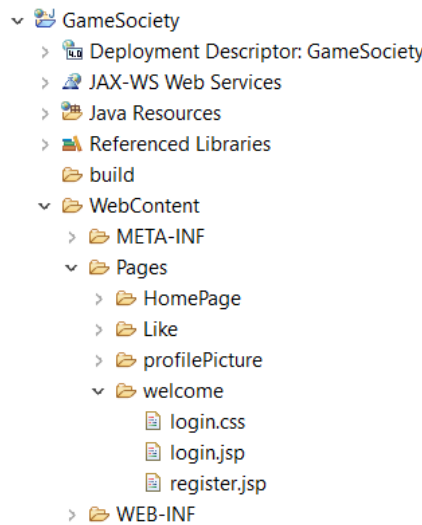 GameSociety
Deployment Descriptor: GameSociety
JAX-WS Web Services
Java Resources
Referenced Libraries
build
WebContent
META-INF
Pages
HomePage
Like
profilePicture
welcome
login.css
login.jsp
register.jsp
WEB-INF